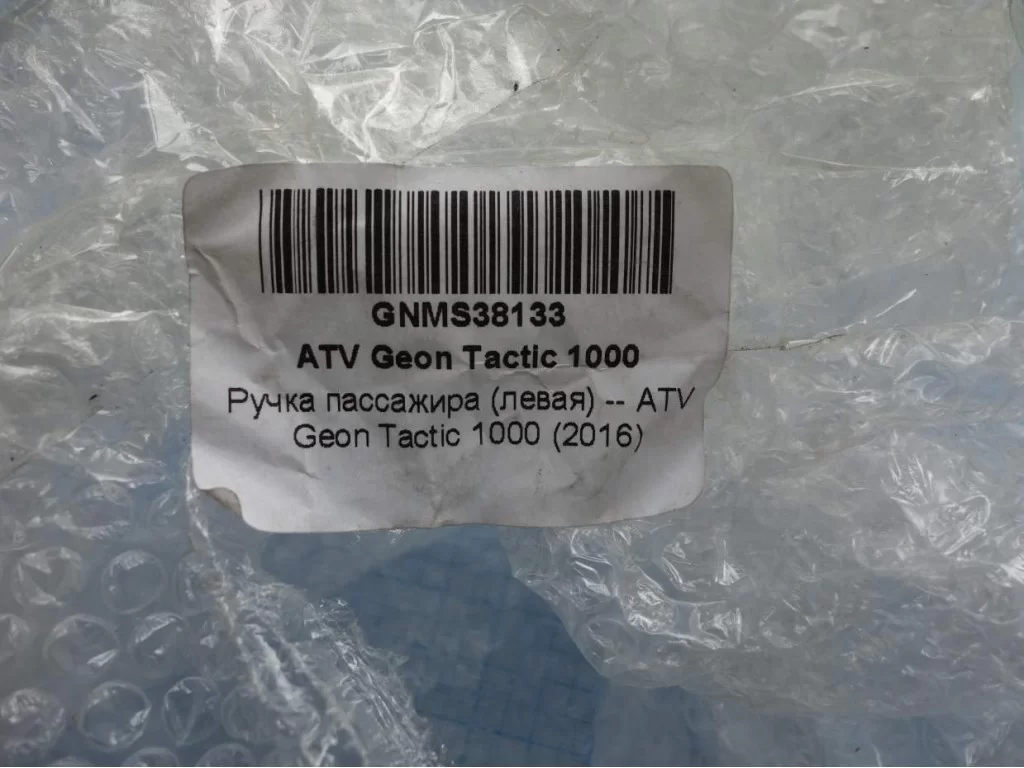 GNMS38133
ATV Geon Tactic 1000
Ручка пассажира (левая) -- ATV
Geon Tactic 1000 (2016)